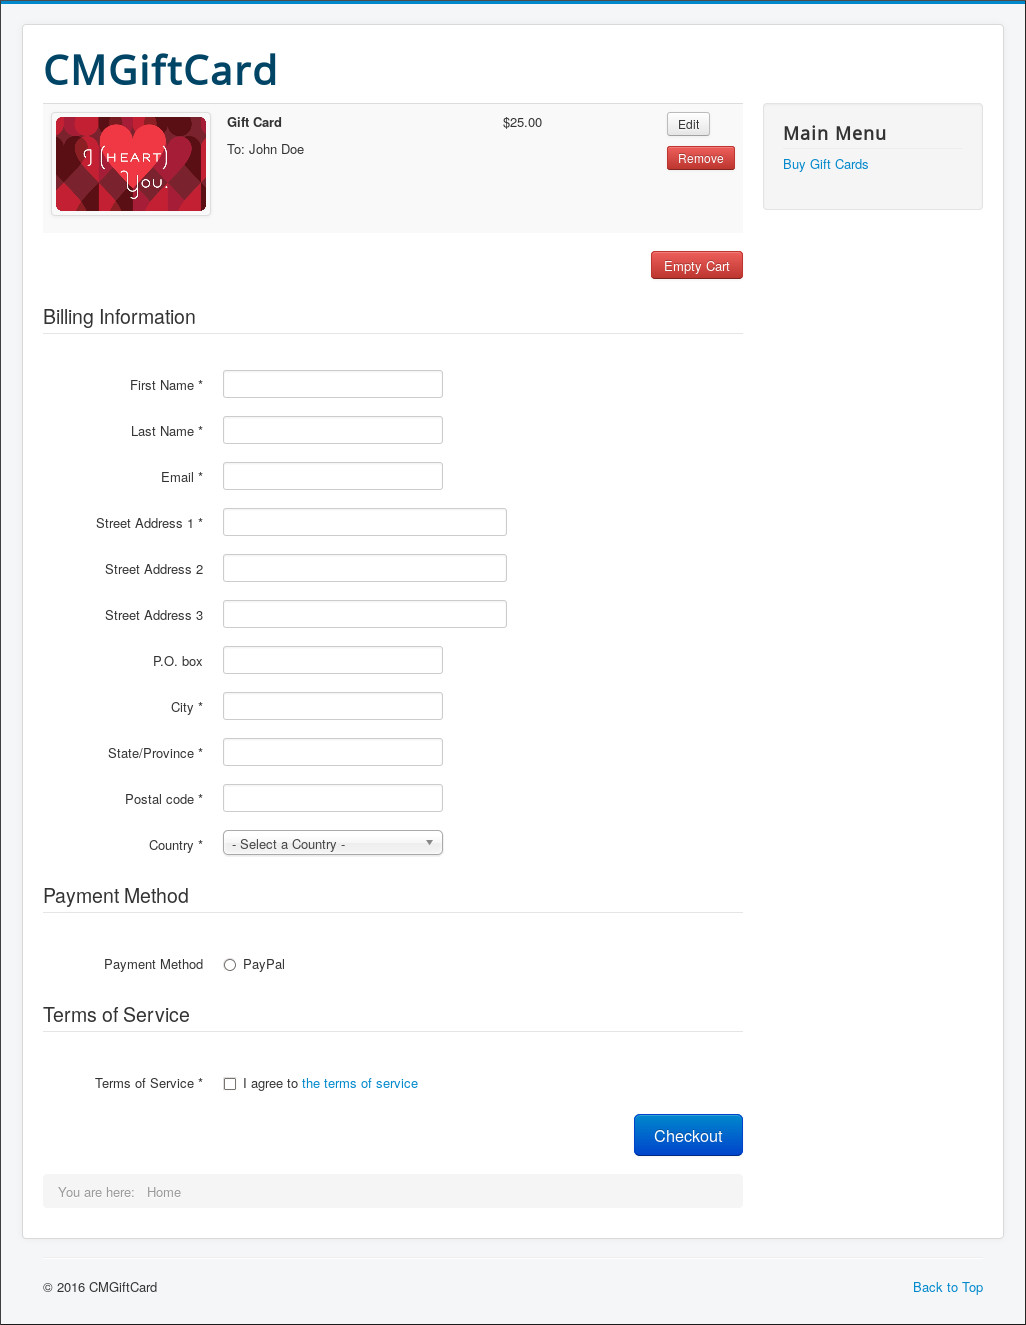 CMGiftCard
I (HEART)
You.
Gift Card
$25.00
Edit
To: John Doe
Remove
Main Menu
Buy Gift Cards
Empty Cart
Billing Information
First Name *
Last Name *
Email *
Street Address 1 *
Street Address 2
Street Address 3
P.O. box
City *
State/Province *
Postal code *
Country *
- Select a Country -
Payment Method
Payment Method
PayPal
Terms of Service
Terms of Service *
I agree to the terms of service
Checkout
You are here: Home
© 2016 CMGiftCard
Back to Top